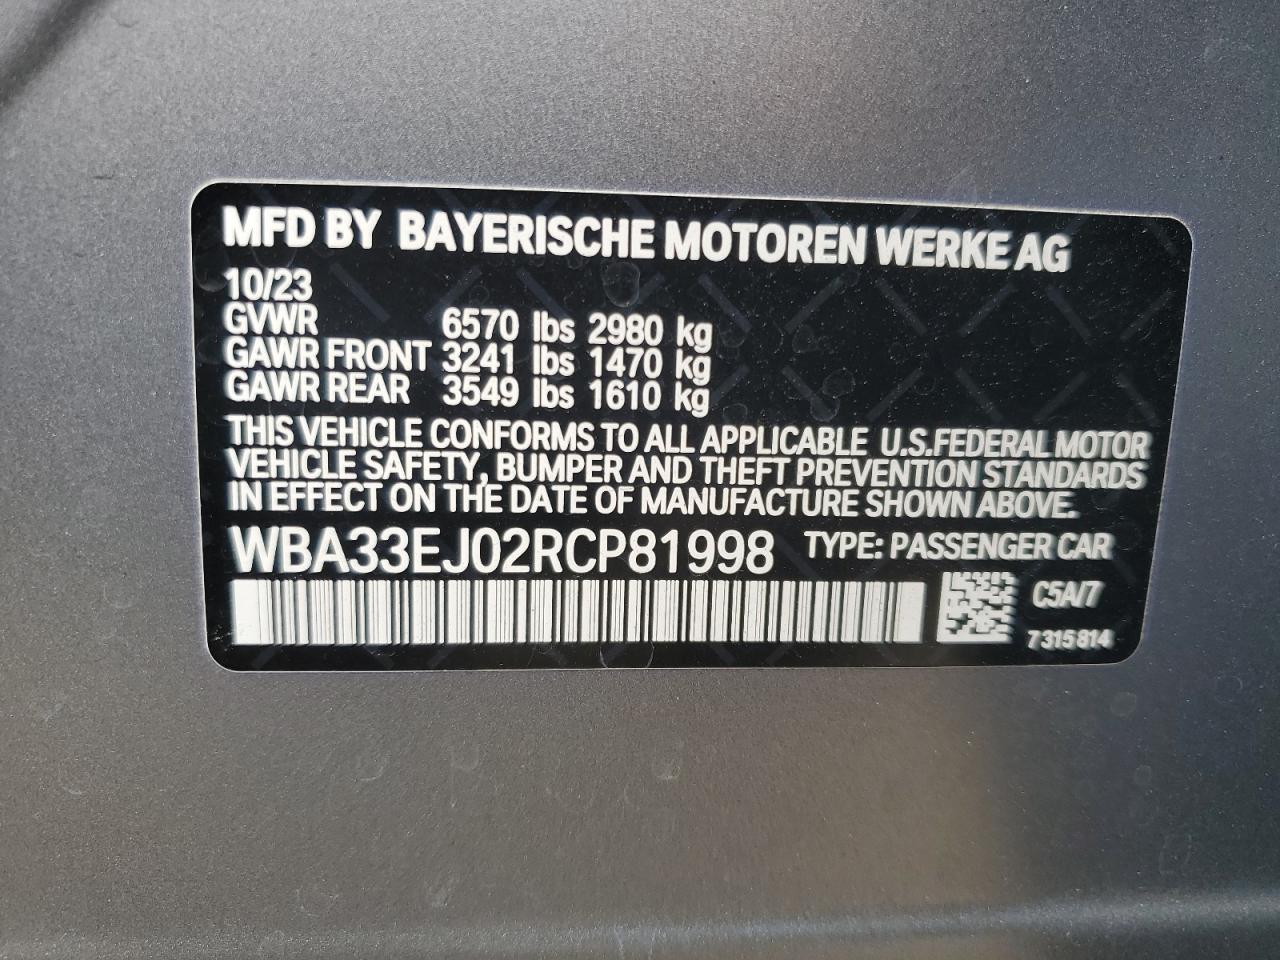 MFD BY BAYERISCHE MOTOREN WERKE AG
10/23
GVWR 6570 lbs 2980 kg
GAWR FRONT 3241 lbs 1470 kg
GAWR REAR 3549 lbs 1610 kg
THIS VEHICLE CONFORMS TO ALL APPLICABLE U.S.FEDERAL MOTOR
VEHICLE SAFETY, BUMPER AND THEFT PREVENTION STANDARDS
IN EFFECT ON THE DATE OF MANUFACTURE SHOWN ABOVE.
WBA33EJ02RCP81998 TYPE: PASSENGER CAR
C5A/7
7 315 814